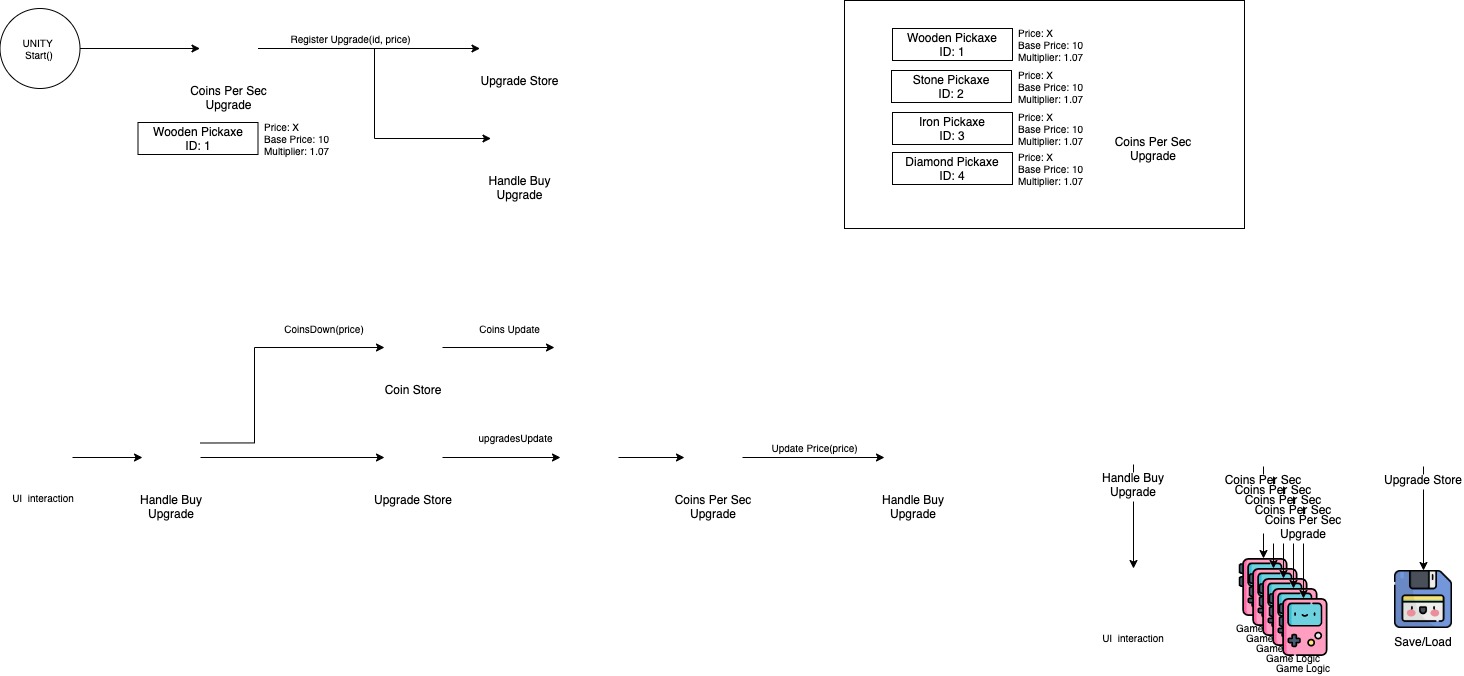 UNITY
Start()
Coins Per Sec
Upgrade
Wooden Pickaxe
ID: 1
Price: X
Base Price: 10
Multiplier: 1.07
Register Upgrade(id, price)
Upgrade Store
Handle Buy
Upgrade
Wooden Pickaxe
ID: 1
Price: X
Base Price: 10
Multiplier: 1.07
Stone Pickaxe
ID: 2
Price: X
Base Price: 10
Multiplier: 1.07
Iron Pickaxe
ID: 3
Price: X
Base Price: 10
Multiplier: 1.07
Diamond Pickaxe
ID: 4
Price: X
Base Price: 10
Multiplier: 1.07
Coins Per Sec
Upgrade
CoinsDown(price)
Coins Update
Coin Store
upgradesUpdate
Update Price(price)
UI interaction
Handle Buy
Upgrade
Upgrade Store
Coins Per Sec
Upgrade
Handle Buy
Upgrade
Handle Buy
Upgrade
UI interaction
Coins Per Sec
Coins Per Sec
Coins Per Sec
Coins Per Sec
Coins Per Sec
Upgrade
Game
Game
Game
Game Logic
Game Logic
Upgrade Store
Save/Load